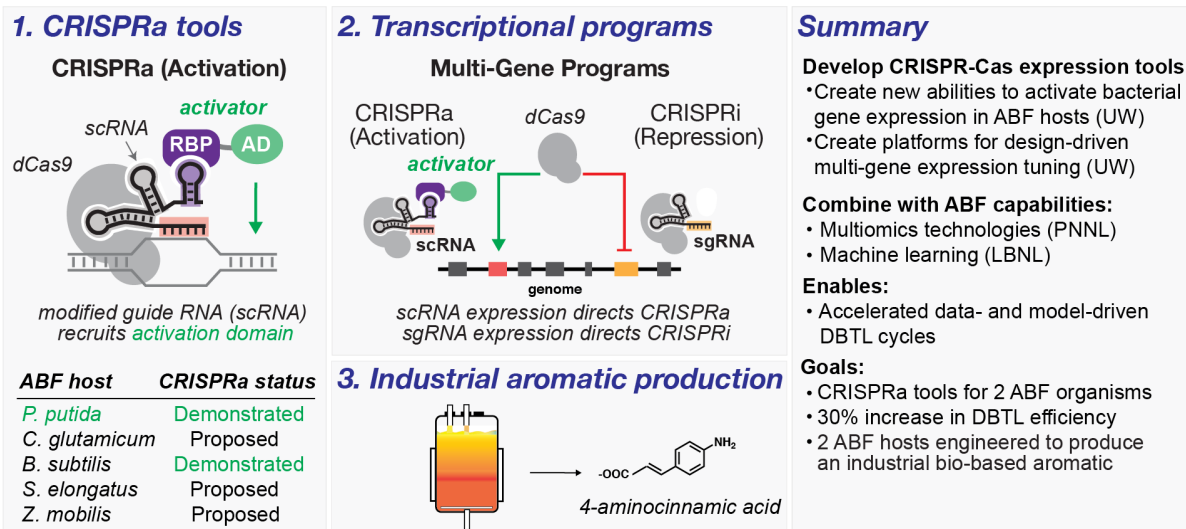 1. CRISPRa tools
CRISPRa (Activation)
activator
scRNA
RBP
AD
dCas9
modified guide RNA (scRNA)
recruits activation domain
ABF host CRISPRa status
P. putida Demonstrated
C. glutamicum Proposed
B. subtilis Demonstrated
S. elongatus Proposed
Z. mobilis Proposed
2. Transcriptional programs
Multi-Gene Programs
CRISPRa
(Activation)
activator
dCas9
CRISPRi
(Repression)
scRNA
sgRNA
genome
scRNA expression directs CRISPRa
sgRNA expression directs CRISPRi
3. Industrial aromatic production
NH2
-OOC
4-aminocinnamic acid
Summary
Develop CRISPR-Cas expression tools
•Create new abilities to activate bacterial
gene expression in ABF hosts (UW)
•Create platforms for design-driven
multi-gene expression tuning (UW)
Combine with ABF capabilities:
• Multiomics technologies (PNNL)
• Machine learning (LBNL)
Enables:
• Accelerated data- and model-driven
DBTL cycles
Goals:
• CRISPRa tools for 2 ABF organisms
• 30% increase in DBTL efficiency
• 2 ABF hosts engineered to produce
an industrial bio-based aromatic